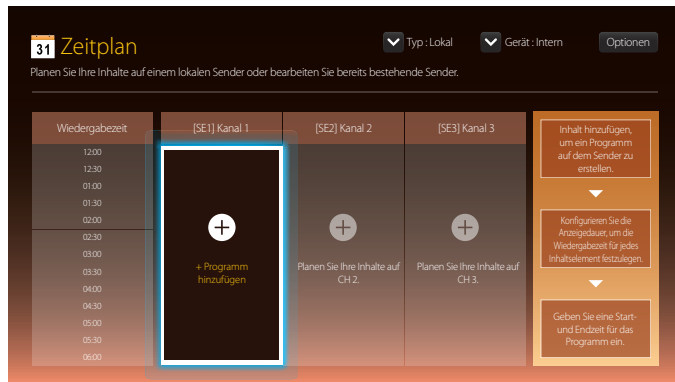 31 Zeitplan
Typ : Lokal
Gerät : Intern
Optionen
Planen Sie Ihre Inhalte auf einem lokalen Sender oder bearbeiten Sie bereits bestehende Sender.
Wiedergabezeit
[SE1] Kanal 1
[SE2] Kanal 2
[SE3] Kanal 3
12:00
12:30
01:00
01:30
02:00
02:30
03:00
03:30
04:00
04:30
05:00
05:30
06:00
+ Programm
hinzufügen
Planen Sie Ihre Inhalte auf
CH 2.
Planen Sie Ihre Inhalte auf
CH 3.
Inhalt hinzufügen,
um ein Programm
auf dem Sender zu
erstellen.
Konfigurieren Sie die
Anzeigedauer, um die
Wiedergabezeit für jedes
Inhaltselement festzulegen.
Geben Sie eine Start-
und Endzeit für das
Programm ein.